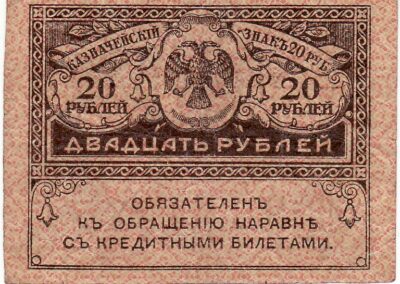 КАЗНАЧЕЙСКІЙ ЗНАКЪ 20 РУБ.
20 20
РУБЛЕЙ РУБЛЕЙ
ДВАДЦАТЬ РУБЛЕЙ
ОБЯЗАТЕЛЕНЪ
КЪ ОБРАЩЕНІЮ НАРАВНѢ
СЪ КРЕДИТНЫМИ БИЛЕТАМИ.